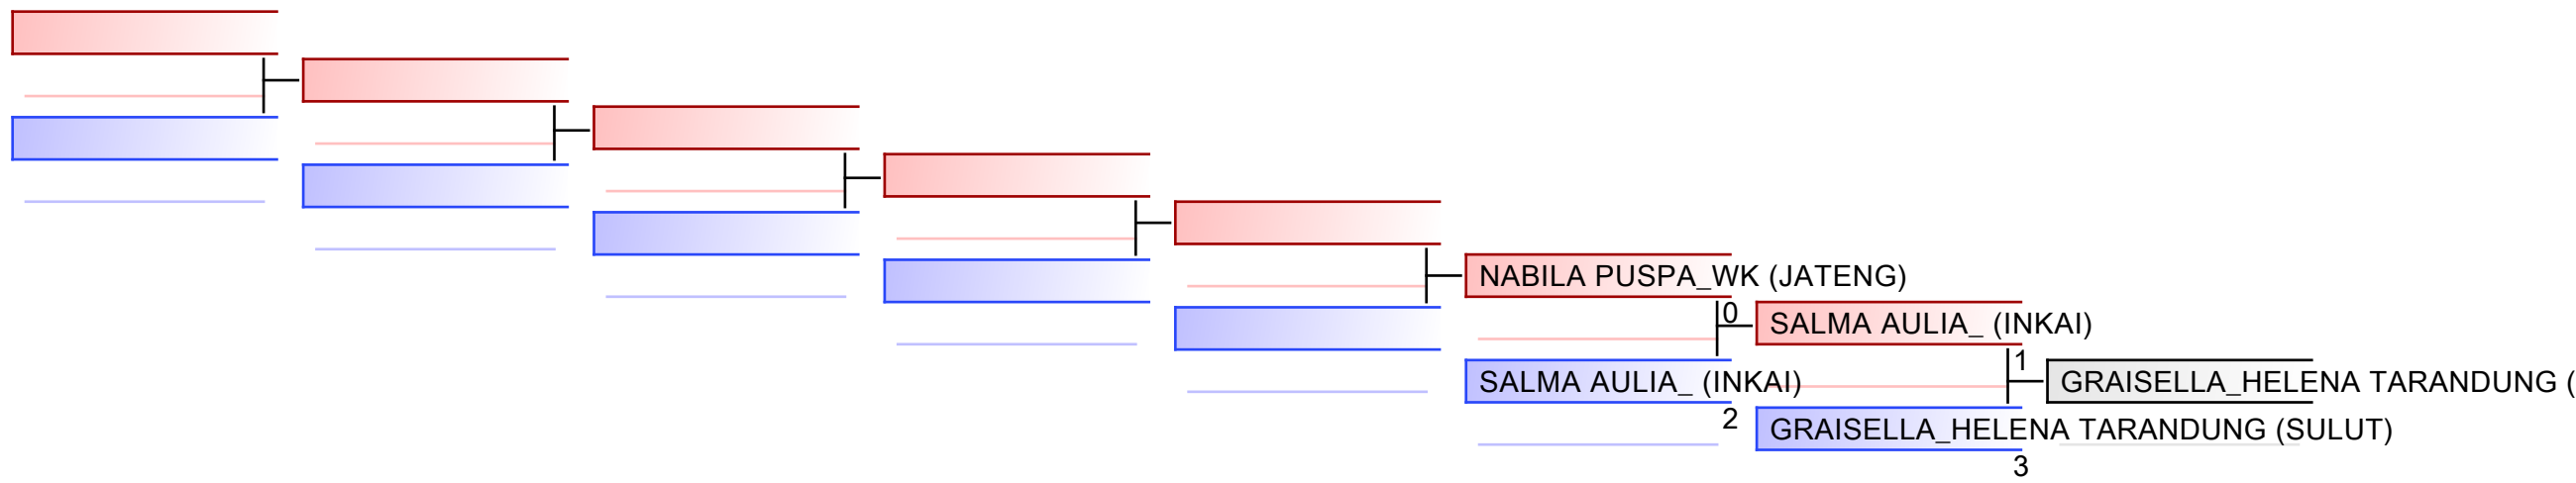 NABILA PUSPA_WK (JATENG)
0
SALMA AULIA_ (INKAI)
2
SALMA AULIA_ (INKAI)
1
GRAISELLA_HELENA TARANDUNG (SULUT)
3
GRAISELLA_HELENA TARANDUNG (